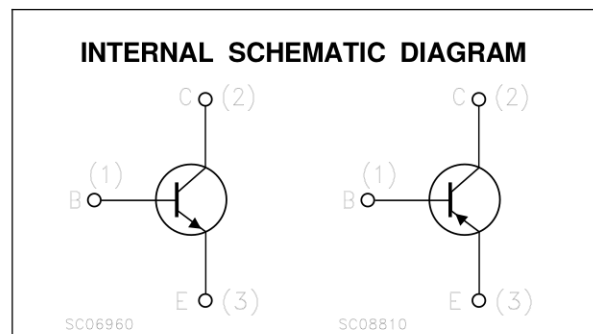 INTERNAL SCHEMATIC DIAGRAM
C (2) C (2)
(1) (1)
B B
E (3) E (3)
SC06960 SC08810